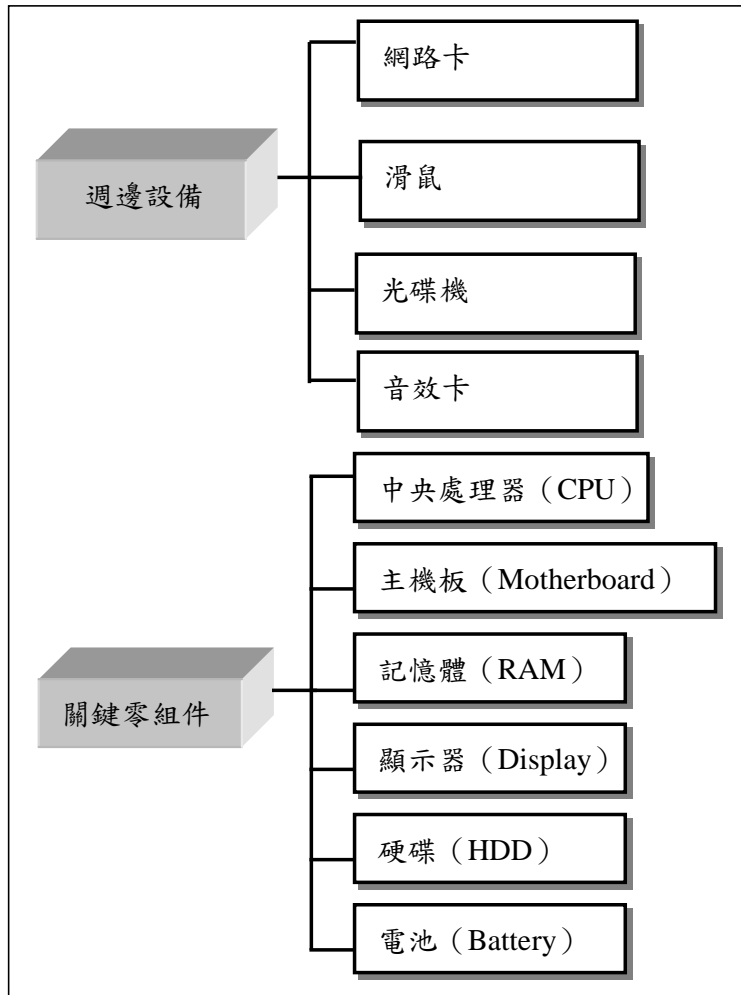 週邊設備
網路卡
滑鼠
光碟機
音效卡
關鍵零組件
中央處理器（CPU）
主機板（Motherboard）
記憶體（RAM）
顯示器（Display）
硬碟（HDD）
電池（Battery）